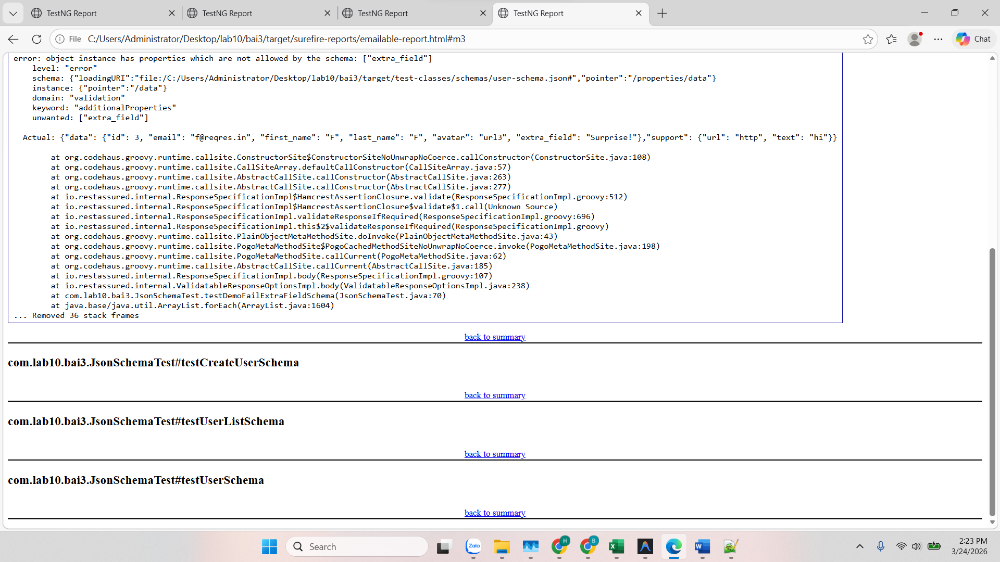 TestNG Report
TestNG Report
TestNG Report
TestNG Report
File C:/Users/Administrator/Desktop/lab10/bai3/target/surefire-reports/emailable-report.html#m3
Chat
error: object instance has properties which are not allowed by the schema: ["extra_field"]
level: "error"
schema: {"loadingURI":"file:/C:/Users/Administrator/Desktop/lab10/bai3/target/test-classes/schemas/user-schema.json#","pointer":"/properties/data"}
instance: {"pointer":"/data"}
domain: "validation"
keyword: "additionalProperties"
unwanted: ["extra_field"]
Actual: {"data": {"id": 3, "email": "f@reqres.in", "first_name": "F", "last_name": "F", "avatar": "url3", "extra_field": "Surprise!"},"support": {"url": "http", "text": "hi"}}
at org.codehaus.groovy.runtime.callsite.ConstructorSite$ConstructorSiteNoUnwrapNoCoerce.callConstructor(ConstructorSite.java:108)
at org.codehaus.groovy.runtime.callsite.CallSiteArray.defaultCallConstructor(CallSiteArray.java:57)
at org.codehaus.groovy.runtime.callsite.AbstractCallSite.callConstructor(AbstractCallSite.java:263)
at org.codehaus.groovy.runtime.callsite.AbstractCallSite.callConstructor(AbstractCallSite.java:277)
at io.restassured.internal.ResponseSpecificationImpl$HamcrestAssertionClosure.validate(ResponseSpecificationImpl.groovy:512)
at io.restassured.internal.ResponseSpecificationImpl$HamcrestAssertionClosure$validate$1.call(Unknown Source)
at io.restassured.internal.ResponseSpecificationImpl.validateResponseIfRequired(ResponseSpecificationImpl.groovy:696)
at io.restassured.internal.ResponseSpecificationImpl.this$2$validateResponseIfRequired(ResponseSpecificationImpl.groovy)
at org.codehaus.groovy.runtime.callsite.PlainObjectMetaMethodSite.doInvoke(PlainObjectMetaMethodSite.java:43)
at org.codehaus.groovy.runtime.callsite.PogoMetaMethodSite$PogoCachedMethodSiteNoUnwrapNoCoerce.invoke(PogoMetaMethodSite.java:198)
at org.codehaus.groovy.runtime.callsite.PogoMetaMethodSite.callCurrent(PogoMetaMethodSite.java:62)
at org.codehaus.groovy.runtime.callsite.AbstractCallSite.callCurrent(AbstractCallSite.java:185)
at io.restassured.internal.ResponseSpecificationImpl.body(ResponseSpecificationImpl.groovy:107)
at io.restassured.internal.ValidatableResponseOptionsImpl.body(ValidatableResponseOptionsImpl.java:238)
at com.lab10.bai3.JsonSchemaTest.testDemoFailExtraFieldSchema(JsonSchemaTest.java:70)
at java.base/java.util.ArrayList.forEach(ArrayList.java:1604)
... Removed 36 stack frames
back to summary
com.lab10.bai3.JsonSchemaTest#testCreateUserSchema
back to summary
com.lab10.bai3.JsonSchemaTest#testUserListSchema
back to summary
com.lab10.bai3.JsonSchemaTest#testUserSchema
back to summary
Search
Zalo
H
B
2:23 PM
3/24/2026